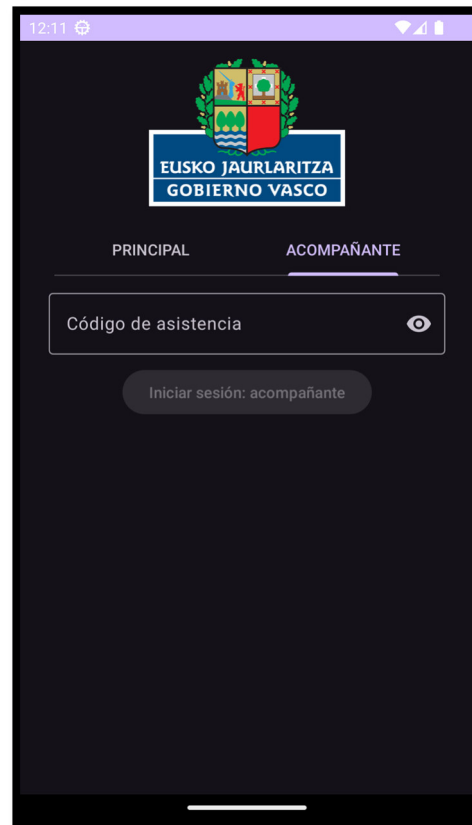 12:11
EUSKO JAURLARITZA
GOBIERNO VASCO
PRINCIPAL ACOMPAÑANTE
Código de asistencia
Iniciar sesión: acompañante